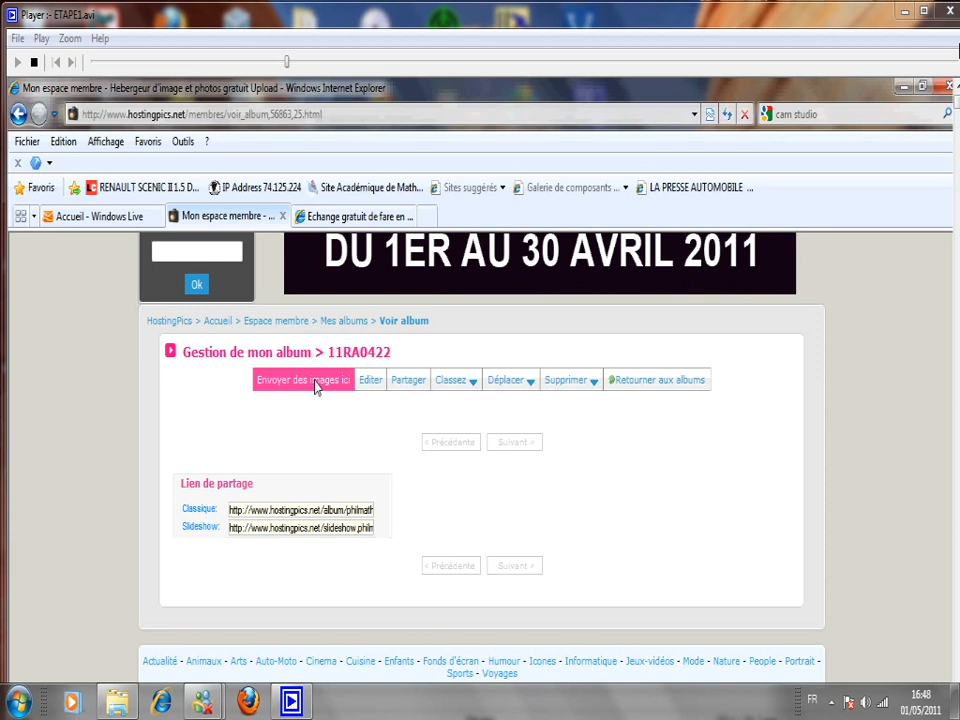 Player :- ETAPE1.avi
File Play Zoom Help
Mon espace membre - Hebergeur d'image et photos gratuit Upload - Windows Internet Explorer
http://www.hostingpics.net/membres/voir_album,56863,25.html
cam studio
Fichier Edition Affichage Favoris Outils ?
X
Favoris RENAULT SCENIC II 1.5 D... IP Address 74.125.224 Site Académique de Math... Sites suggérés Galerie de composants ... LA PRESSE AUTOMOBILE ...
Accueil - Windows Live Mon espace membre - ... X Echange gratuit de fare en ...
DU 1ER AU 30 AVRIL 2011
Ok
HostingPics > Accueil > Espace membre > Mes albums > Voir album
Gestion de mon album > 11RA0422
Envoyer des images ici Editer Partager Classez Déplacer Supprimer Retourner aux albums
« Précédente Suivant »
Lien de partage
Classique: http://www.hostingpics.net/album/philmath
Slideshow: http://www.hostingpics.net/slideshow,philm
« Précédente Suivant »
Actualité - Animaux - Arts - Auto-Moto - Cinema - Cuisine - Enfants - Fonds d'écran - Humour - Icones - Informatique - Jeux-vidéos - Mode - Nature - People - Portrait -
Sports - Voyages
FR
16:48
01/05/2011